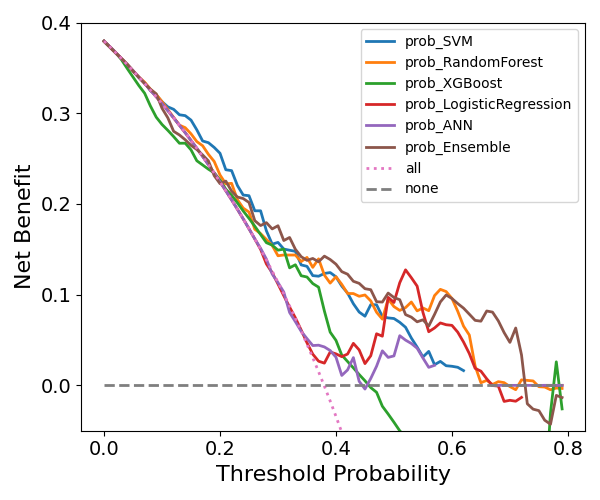 0.4
0.3
0.2
0.1
0.0
Net Benefit
prob_SVM
prob_RandomForest
prob_XGBoost
prob_LogisticRegression
prob_ANN
prob_Ensemble
all
none
0.0 0.2 0.4 0.6 0.8
Threshold Probability